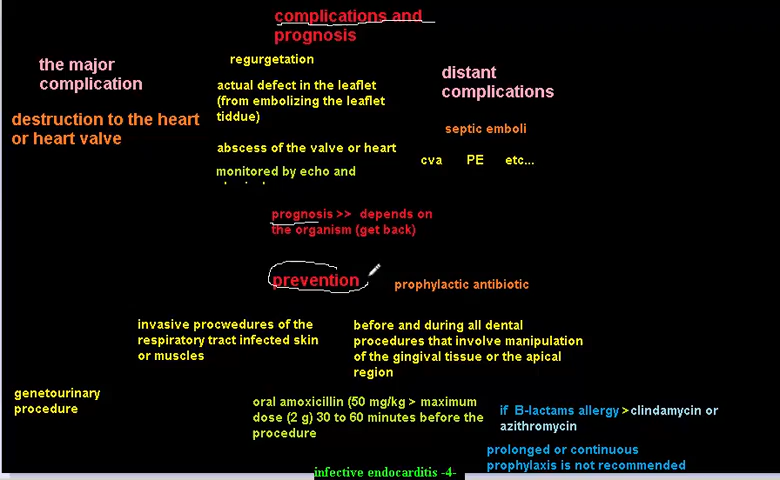 complications and
prognosis
the major
complication
destruction to the heart
or heart valve
regurgetation
actual defect in the leaflet
(from embolizing the leaflet
tiddue)
abscess of the valve or heart
monitored by echo and
distant
complications
septic emboli
cva PE etc...
prognosis >> depends on
the organism (get back)
prevention
prophylactic antibiotic
invasive procwedures of the
respiratory tract infected skin
or muscles
before and during all dental
procedures that involve manipulation
of the gingival tissue or the apical
region
genetourinary
procedure
oral amoxicillin (50 mg/kg > maximum
dose (2 g) 30 to 60 minutes before the
procedure
if B-lactams allergy > clindamycin or
azithromycin
prolonged or continuous
prophylaxis is not recommended
infective endocarditis -4-